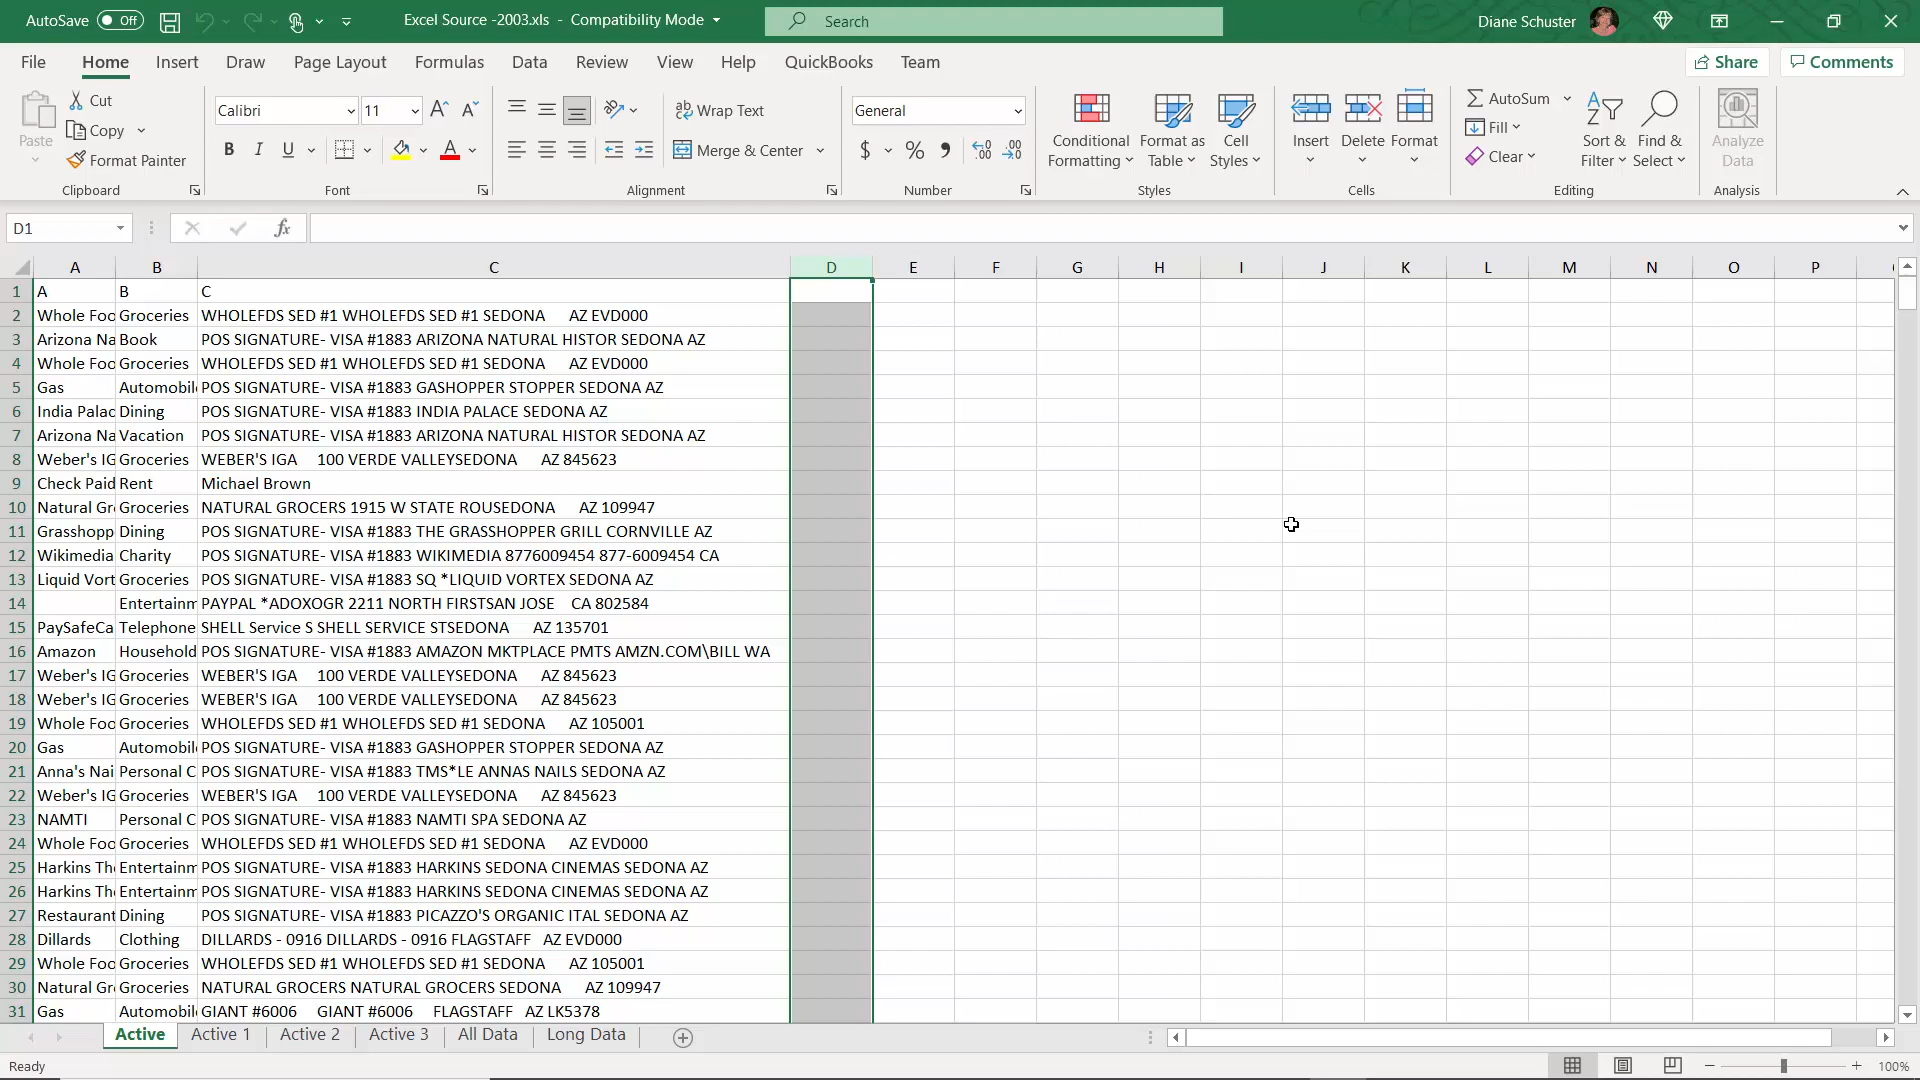 AutoSave Off Excel Source -2003.xls - Compatibility Mode Search Diane Schuster
File Home Insert Draw Page Layout Formulas Data Review View Help QuickBooks Team Share Comments
Paste
Cut
Copy
Format Painter
Clipboard
Calibri 11
B I U
Font
Wrap Text
Merge & Center
Alignment
General
$ % 9
Number
Conditional Formatting
Format as Table
Cell Styles
Styles
Insert Delete Format
Cells
AutoSum
Fill
Clear
Sort & Filter
Find & Select
Editing
Analyze Data
Analysis
D1 fx
A B C D E F G H I J K L M N O P
1 A B C
2 Whole Foo Groceries WHOLEFDS SED #1 WHOLEFDS SED #1 SEDONA AZ EVD000
3 Arizona Na Book POS SIGNATURE- VISA #1883 ARIZONA NATURAL HISTOR SEDONA AZ
4 Whole Foo Groceries WHOLEFDS SED #1 WHOLEFDS SED #1 SEDONA AZ EVD000
5 Gas Automobile POS SIGNATURE- VISA #1883 GASHOPPER STOPPER SEDONA AZ
6 India Palac Dining POS SIGNATURE- VISA #1883 INDIA PALACE SEDONA AZ
7 Arizona Na Vacation POS SIGNATURE- VISA #1883 ARIZONA NATURAL HISTOR SEDONA AZ
8 Weber's IG Groceries WEBER'S IGA 100 VERDE VALLEYSEDONA AZ 845623
9 Check Paid Rent Michael Brown
10 Natural Gr Groceries NATURAL GROCERS 1915 W STATE ROUSEDONA AZ 109947
11 Grasshopp Dining POS SIGNATURE- VISA #1883 THE GRASSHOPPER GRILL CORNVILLE AZ
12 Wikimedia Charity POS SIGNATURE- VISA #1883 WIKIMEDIA 8776009454 877-6009454 CA
13 Liquid Vort Groceries POS SIGNATURE- VISA #1883 SQ *LIQUID VORTEX SEDONA AZ
14 Entertainm PAYPAL *ADOXOGR 2211 NORTH FIRSTSAN JOSE CA 802584
15 PaySafeCa Telephone SHELL Service S SHELL SERVICE STSEDONA AZ 135701
16 Amazon Household POS SIGNATURE- VISA #1883 AMAZON MKTPLACE PMTS AMZN.COM\BILL WA
17 Weber's IG Groceries WEBER'S IGA 100 VERDE VALLEYSEDONA AZ 845623
18 Weber's IG Groceries WEBER'S IGA 100 VERDE VALLEYSEDONA AZ 845623
19 Whole Foo Groceries WHOLEFDS SED #1 WHOLEFDS SED #1 SEDONA AZ 105001
20 Gas Automobile POS SIGNATURE- VISA #1883 GASHOPPER STOPPER SEDONA AZ
21 Anna's Nai Personal C POS SIGNATURE- VISA #1883 TMS*LE ANNAS NAILS SEDONA AZ
22 Weber's IG Groceries WEBER'S IGA 100 VERDE VALLEYSEDONA AZ 845623
23 NAMTI Personal C POS SIGNATURE- VISA #1883 NAMTI SPA SEDONA AZ
24 Whole Foo Groceries WHOLEFDS SED #1 WHOLEFDS SED #1 SEDONA AZ EVD000
25 Harkins Th Entertainm POS SIGNATURE- VISA #1883 HARKINS SEDONA CINEMAS SEDONA AZ
26 Harkins Th Entertainm POS SIGNATURE- VISA #1883 HARKINS SEDONA CINEMAS SEDONA AZ
27 Restaurant Dining POS SIGNATURE- VISA #1883 PICAZZO'S ORGANIC ITAL SEDONA AZ
28 Dillards Clothing DILLARDS - 0916 DILLARDS - 0916 FLAGSTAFF AZ EVD000
29 Whole Foo Groceries WHOLEFDS SED #1 WHOLEFDS SED #1 SEDONA AZ 105001
30 Natural Gr Groceries NATURAL GROCERS NATURAL GROCERS SEDONA AZ 109947
31 Gas Automobile GIANT #6006 GIANT #6006 FLAGSTAFF AZ LK5378
Active Active 1 Active 2 Active 3 All Data Long Data
Ready 100%